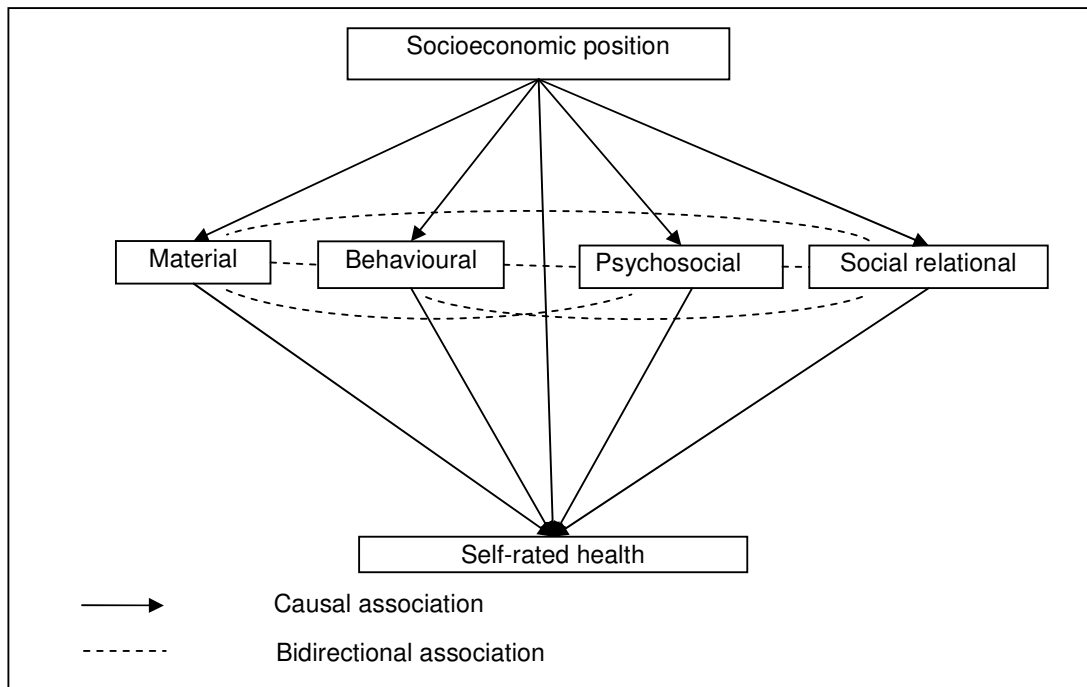 Socioeconomic position
Material
Behavioural
Psychosocial
Social relational
Self-rated health
Causal association
Bidirectional association